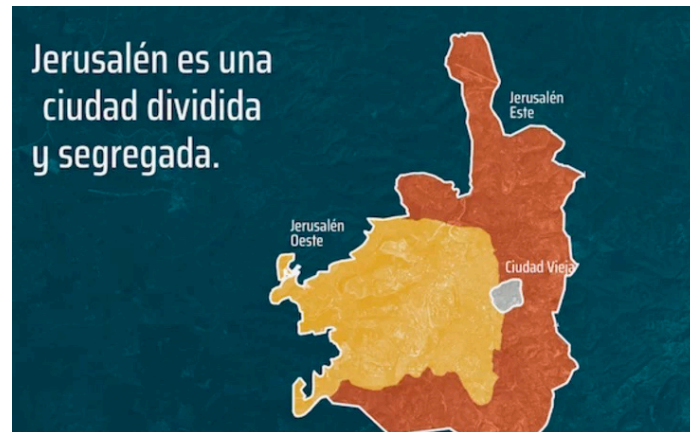 Jerusalén es una
ciudad dividida
y segregada.
Jerusalén
Este
Jerusalén
Oeste
Ciudad Vieja